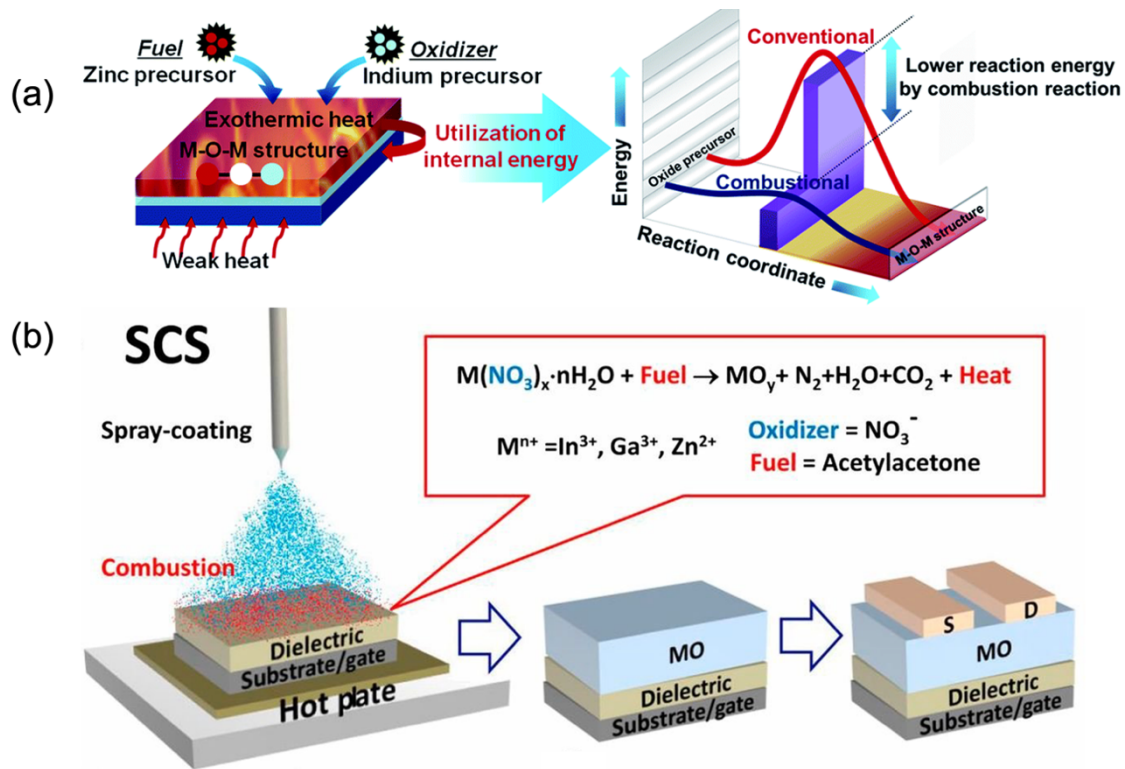 (a)
Fuel
Zinc precursor
Oxidizer
Indium precursor
Exothermic heat
M-O-M structure
Weak heat
Utilization of
internal energy
Energy
Oxide precursor
Conventional
Combustional
Lower reaction energy
by combustion reaction
M-O-M structure
Reaction coordinate
(b)
SCS
Spray-coating
Combustion
M(NO₃)ₓ·nH₂O + Fuel → MOᵧ+ N₂+H₂O+CO₂ + Heat
Mⁿ⁺ =In³⁺, Ga³⁺, Zn²⁺
Oxidizer = NO₃⁻
Fuel = Acetylacetone
Dielectric
Substrate/gate
Hot plate
MO
Dielectric
Substrate/gate
S
D
MO
Dielectric
Substrate/gate